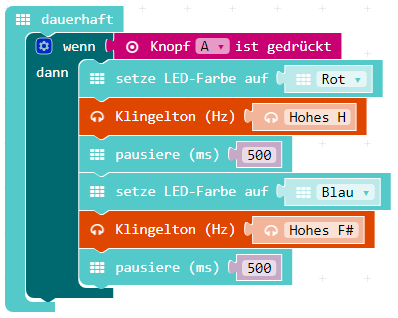 dauerhaft
wenn Knopf A ist gedrückt
dann setze LED-Farbe auf Rot
Klingelton (Hz) Hohes H
pausiere (ms) 500
setze LED-Farbe auf Blau
Klingelton (Hz) Hohes F#
pausiere (ms) 500